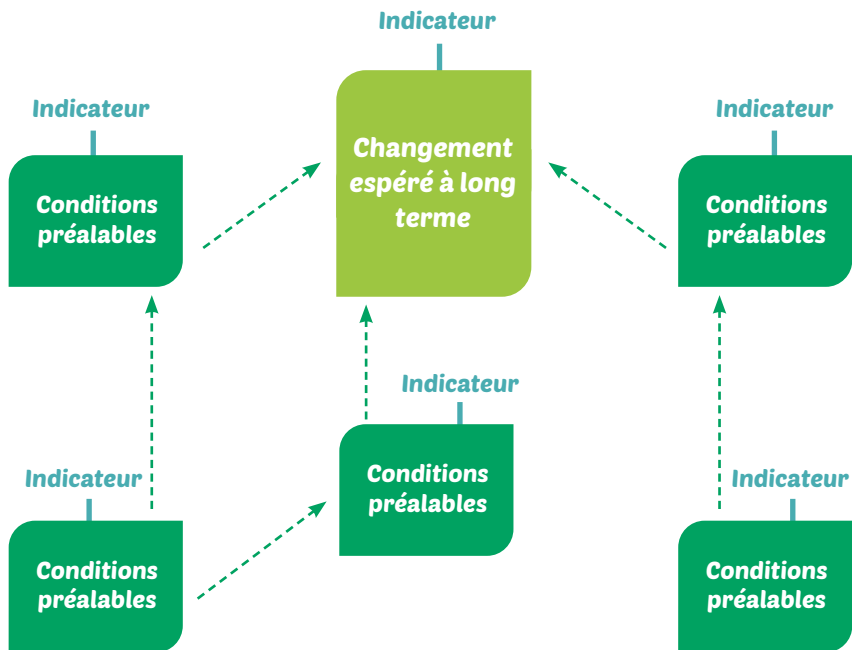 Indicateur
Indicateur
Indicateur
Changement
espéré à long
terme
Conditions
préalables
Conditions
préalables
Indicateur
Indicateur
Indicateur
Conditions
préalables
Conditions
préalables
Conditions
préalables